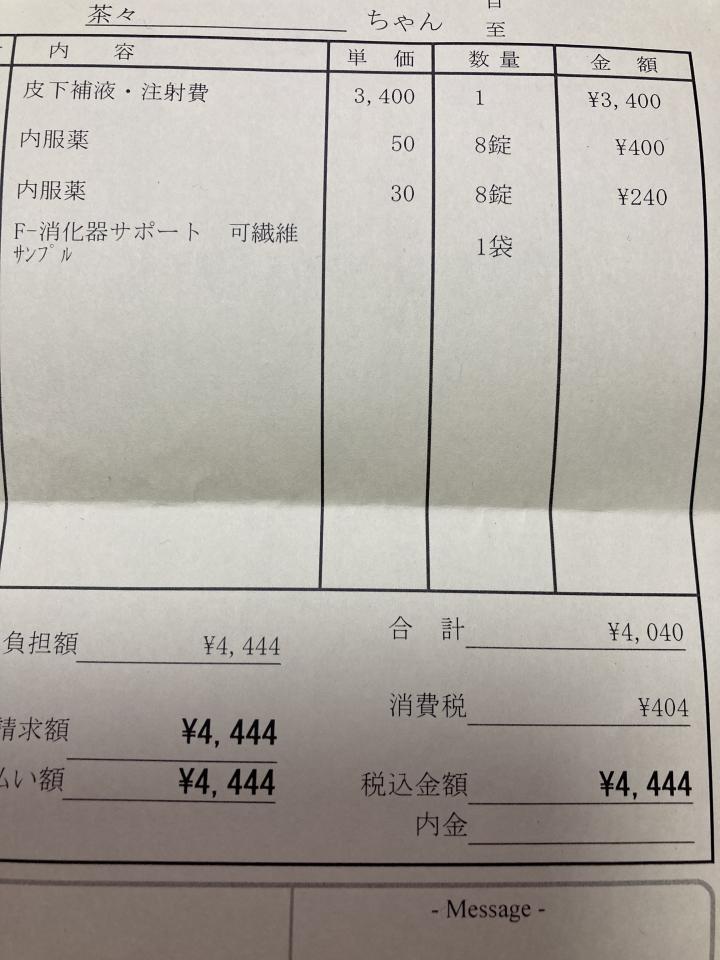 茶々 ちゃん
至
内 容 単 価 数 量 金 額
皮下補液・注射費 3,400 1 ¥3,400
内服薬 50 8錠 ¥400
内服薬 30 8錠 ¥240
F-消化器サポート 可繊維 1袋
ｻﾝﾌﾟﾙ
合 計 ¥4,040
負担額 ¥4,444
消費税 ¥404
請求額 ¥4,444
払い額 ¥4,444
税込金額 ¥4,444
内金
- Message -